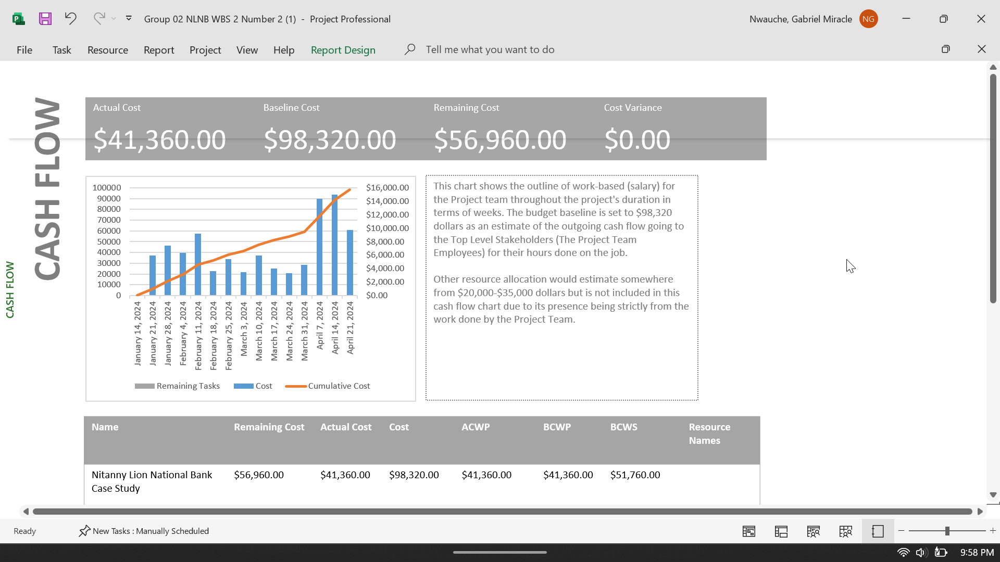 Group 02 NLNB WBS 2 Number 2 (1) - Project Professional
Nwauche, Gabriel Miracle NG
File Task Resource Report Project View Help Report Design Tell me what you want to do
CASH FLOW
CASH FLOW
Actual Cost Baseline Cost Remaining Cost Cost Variance
$41,360.00 $98,320.00 $56,960.00 $0.00
100000
90000
80000
70000
60000
50000
40000
30000
20000
10000
0
$16,000.00
$14,000.00
$12,000.00
$10,000.00
$8,000.00
$6,000.00
$4,000.00
$2,000.00
$0.00
January 14, 2024
January 21, 2024
January 28, 2024
February 4, 2024
February 11, 2024
February 18, 2024
February 25, 2024
March 3, 2024
March 10, 2024
March 17, 2024
March 24, 2024
March 31, 2024
April 7, 2024
April 14, 2024
April 21, 2024
Remaining Tasks Cost Cumulative Cost
This chart shows the outline of work-based (salary) for
the Project team throughout the project's duration in
terms of weeks. The budget baseline is set to $98,320
dollars as an estimate of the outgoing cash flow going to
the Top Level Stakeholders (The Project Team
Employees) for their hours done on the job.
Other resource allocation would estimate somewhere
from $20,000-$35,000 dollars but is not included in this
cash flow chart due to its presence being strictly from the
work done by the Project Team.
Name Remaining Cost Actual Cost Cost ACWP BCWP BCWS Resource
Names
Nitanny Lion National Bank $56,960.00 $41,360.00 $98,320.00 $41,360.00 $41,360.00 $51,760.00
Case Study
Ready New Tasks : Manually Scheduled
9:58 PM